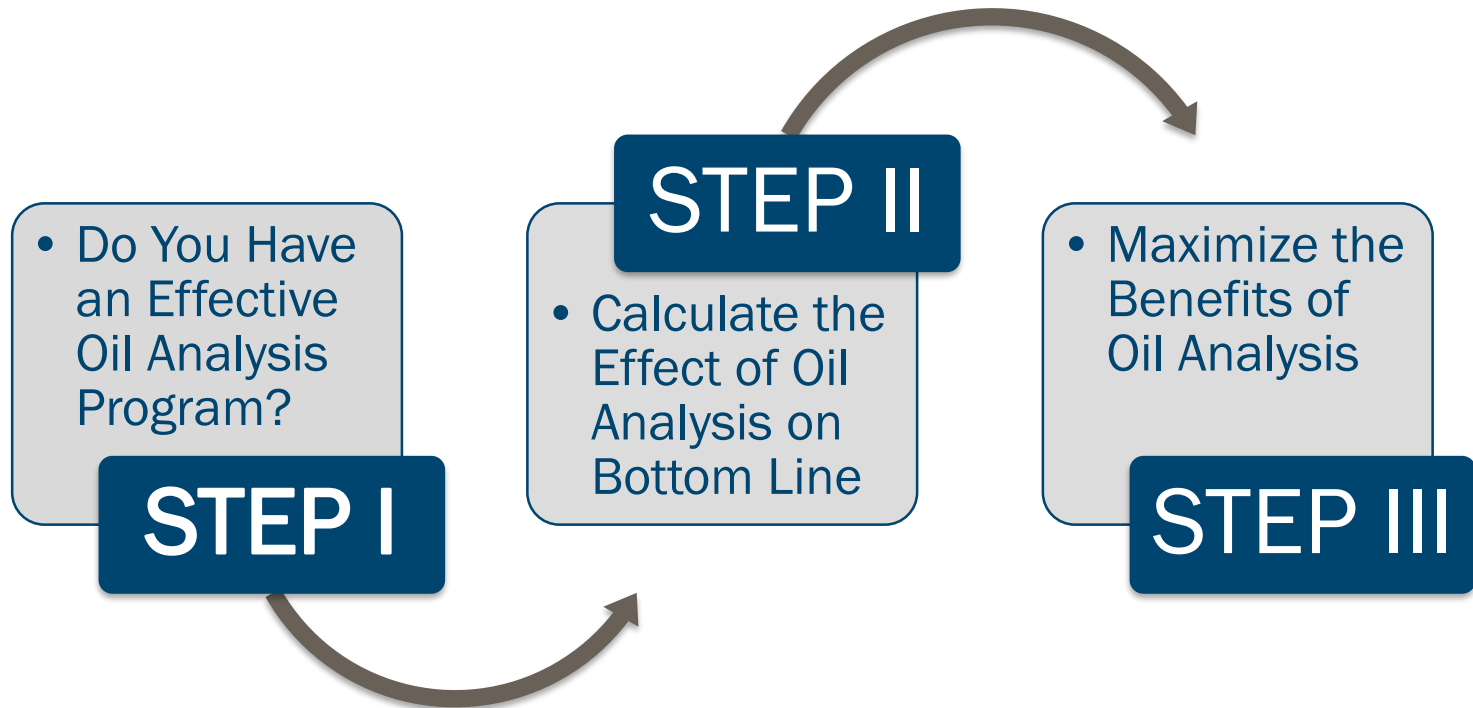 • Do You Have
an Effective
Oil Analysis
Program?
STEP I
STEP II
• Calculate the
Effect of Oil
Analysis on
Bottom Line
• Maximize the
Benefits of
Oil Analysis
STEP III